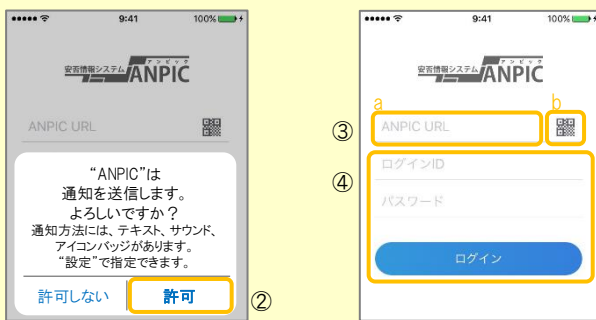 9:41
100%
安否情報システム
アンピック
ANPIC
ANPIC URL
“ANPIC”は
通知を送信します。
よろしいですか？
通知方法には、テキスト、サウンド、
アイコンバッジがあります。
“設定”で指定できます。
許可しない
許可
②
9:41
100%
安否情報システム
アンピック
ANPIC
a
b
③
ANPIC URL
④
ログインID
パスワード
ログイン